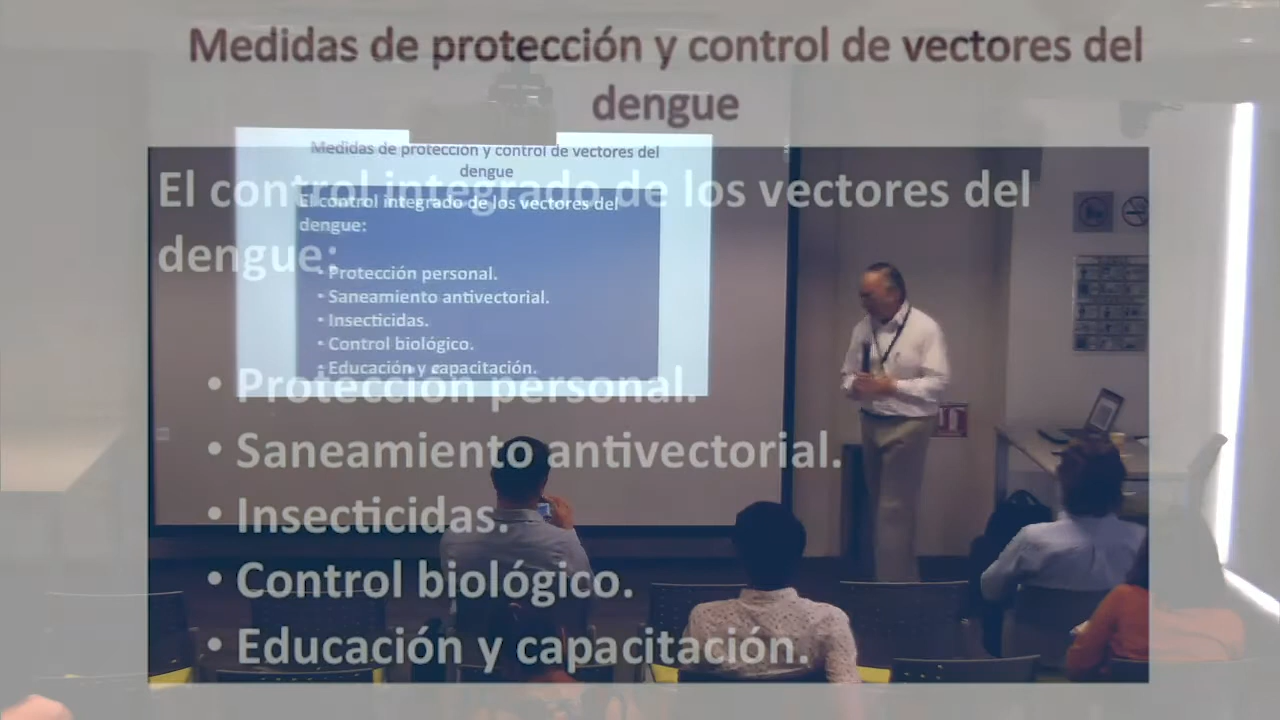 Medidas de protección y control de vectores del
dengue
El control integrado de los vectores del
dengue:
• Protección personal.
• Saneamiento antivectorial.
• Insecticidas.
• Control biológico.
• Educación y capacitación.
Medidas de protección y control de vectores del
dengue
El control integrado de los vectores del
dengue:
• Protección personal.
• Saneamiento antivectorial.
• Insecticidas.
• Control biológico.
• Educación y capacitación.